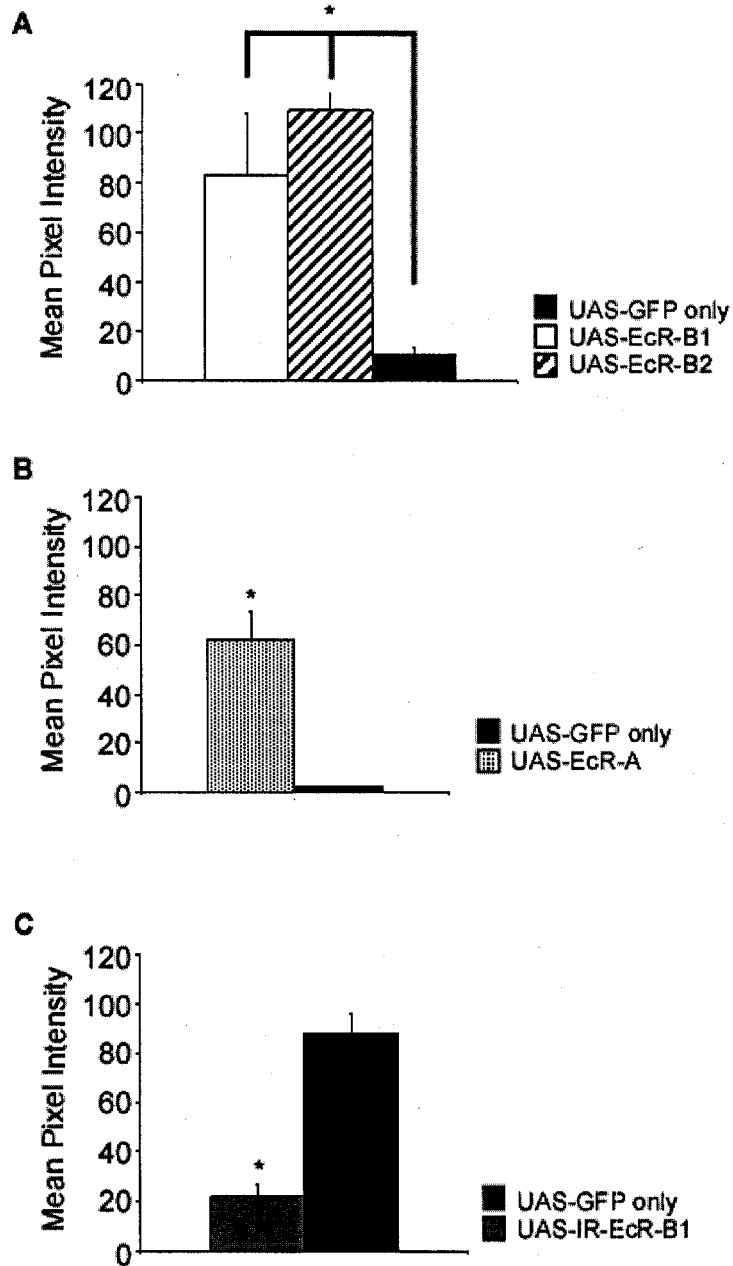 A
*
Mean Pixel Intensity
120
100
80
60
40
20
0
UAS-GFP only
UAS-EcR-B1
UAS-EcR-B2
B
Mean Pixel Intensity
120
100
80
60
40
20
0
*
UAS-GFP only
UAS-EcR-A
C
Mean Pixel Intensity
120
100
80
60
40
20
0
*
UAS-GFP only
UAS-IR-EcR-B1